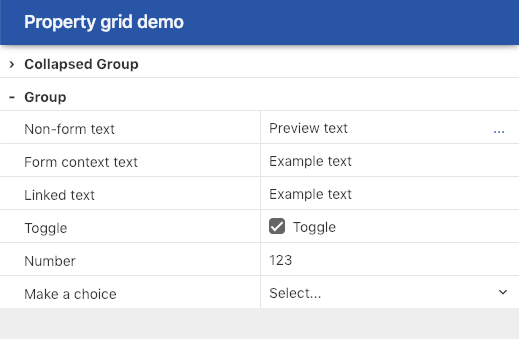 Property grid demo
Collapsed Group
Group
Non-form text Preview text ...
Form context text Example text
Linked text Example text
Toggle Toggle
Number 123
Make a choice Select...